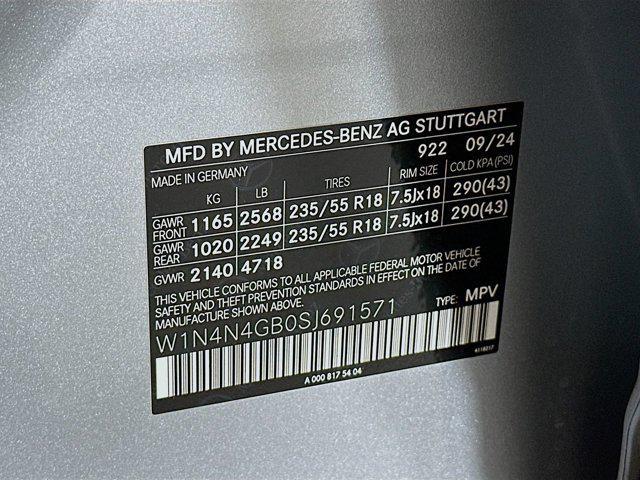 MFD BY MERCEDES-BENZ AG STUTTGART
922 09/24
MADE IN GERMANY
KG LB TIRES RIM SIZE COLD KPA(PSI)
GAWR FRONT 1165 2568 235/55 R18 7.5Jx18 290(43)
GAWR REAR 1020 2249 235/55 R18 7.5Jx18 290(43)
GVWR 2140 4718
THIS VEHICLE CONFORMS TO ALL APPLICABLE FEDERAL MOTOR VEHICLE
SAFETY AND THEFT PREVENTION STANDARDS IN EFFECT ON THE DATE OF
MANUFACTURE SHOWN ABOVE.
W1N4N4GB0SJ691571 TYPE: MPV
A 000 817 54 04